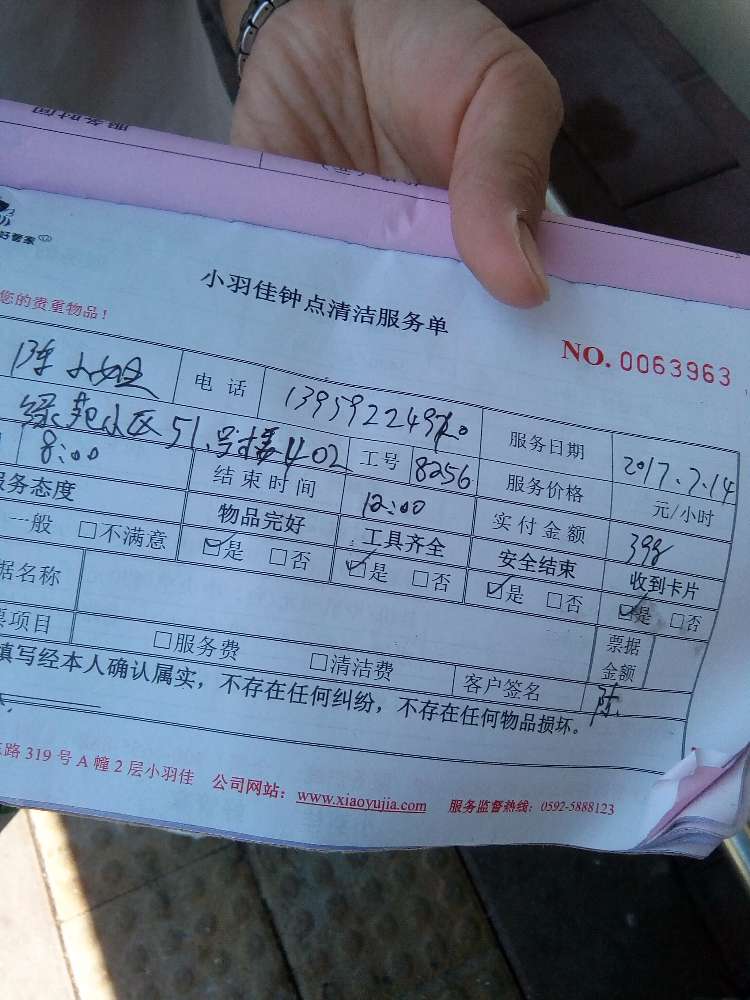 服务时间
好管家
小羽佳钟点清洁服务单
您的贵重物品!
NO. 0063963
陈小姐 电话 服务日期 2017.7.14
绿苑小区51号楼402 工号 8256 服务价格 元/小时
8:00 结束时间 12:00 实付金额 398
服务态度 物品完好 工具齐全 安全结束 收到卡片
一般 □不满意 ☑是 □否 ☑是 □否 ☑是 □否 ☑是 □否
据名称 票据金额
票项目 □服务费 □清洁费 客户签名 陈
填写经本人确认属实，不存在任何纠纷，不存在任何物品损坏。
路 319 号 A 幢 2 层小羽佳 公司网站：www.xiaoyujia.com 服务监督热线：0592-5888123